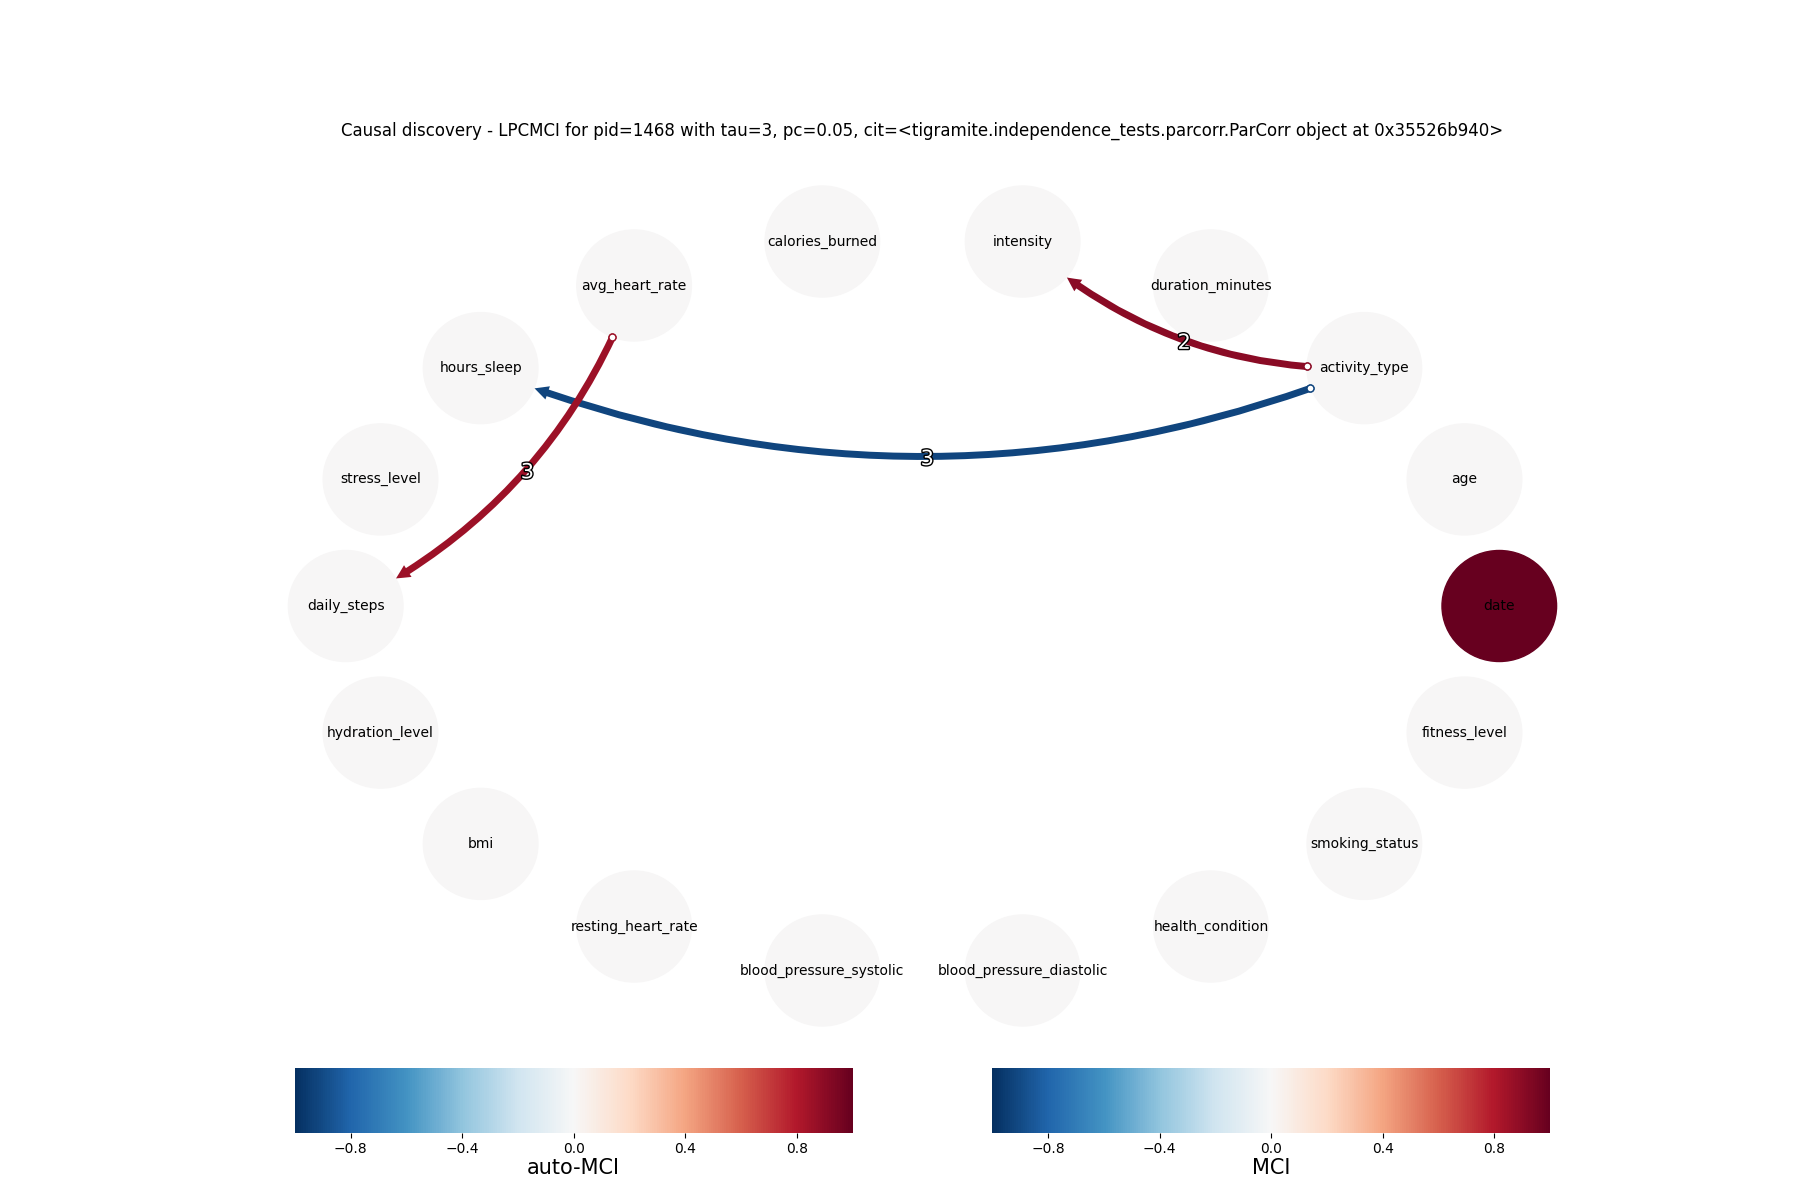 Causal discovery - LPCMCI for pid=1468 with tau=3, pc=0.05, cit=<tigramite.independence_tests.parcorr.ParCorr object at 0x35526b940>
calories_burned
intensity
avg_heart_rate
duration_minutes
2
hours_sleep
activity_type
3
3
stress_level
age
daily_steps
date
hydration_level
fitness_level
bmi
smoking_status
resting_heart_rate
health_condition
blood_pressure_systolic
blood_pressure_diastolic
−0.8 −0.4 0.0 0.4 0.8
auto-MCI
−0.8 −0.4 0.0 0.4 0.8
MCI